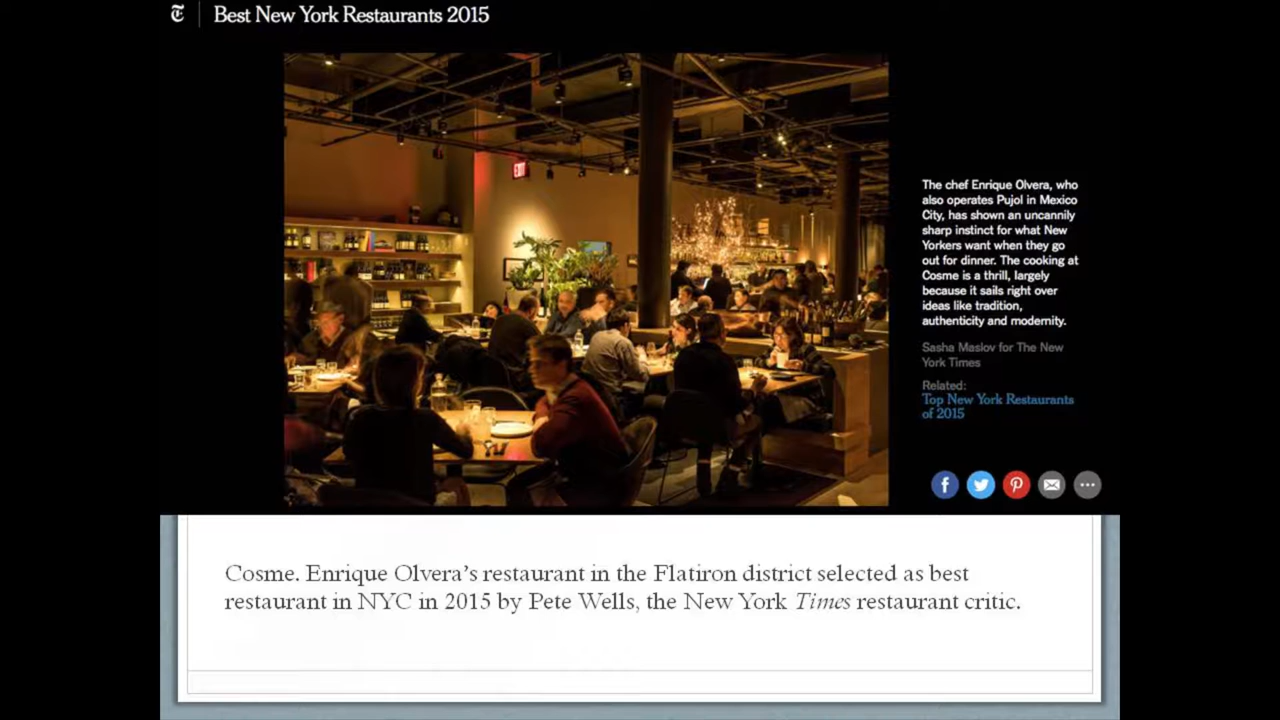 T | Best New York Restaurants 2015
EXIT
The chef Enrique Olvera, who
also operates Pujol in Mexico
City, has shown an uncannily
sharp instinct for what New
Yorkers want when they go
out for dinner. The cooking at
Cosme is a thrill, largely
because it sails right over
ideas like tradition,
authenticity and modernity.
Sasha Maslov for The New
York Times
Related:
Top New York Restaurants
of 2015
Cosme. Enrique Olvera’s restaurant in the Flatiron district selected as best
restaurant in NYC in 2015 by Pete Wells, the New York Times restaurant critic.